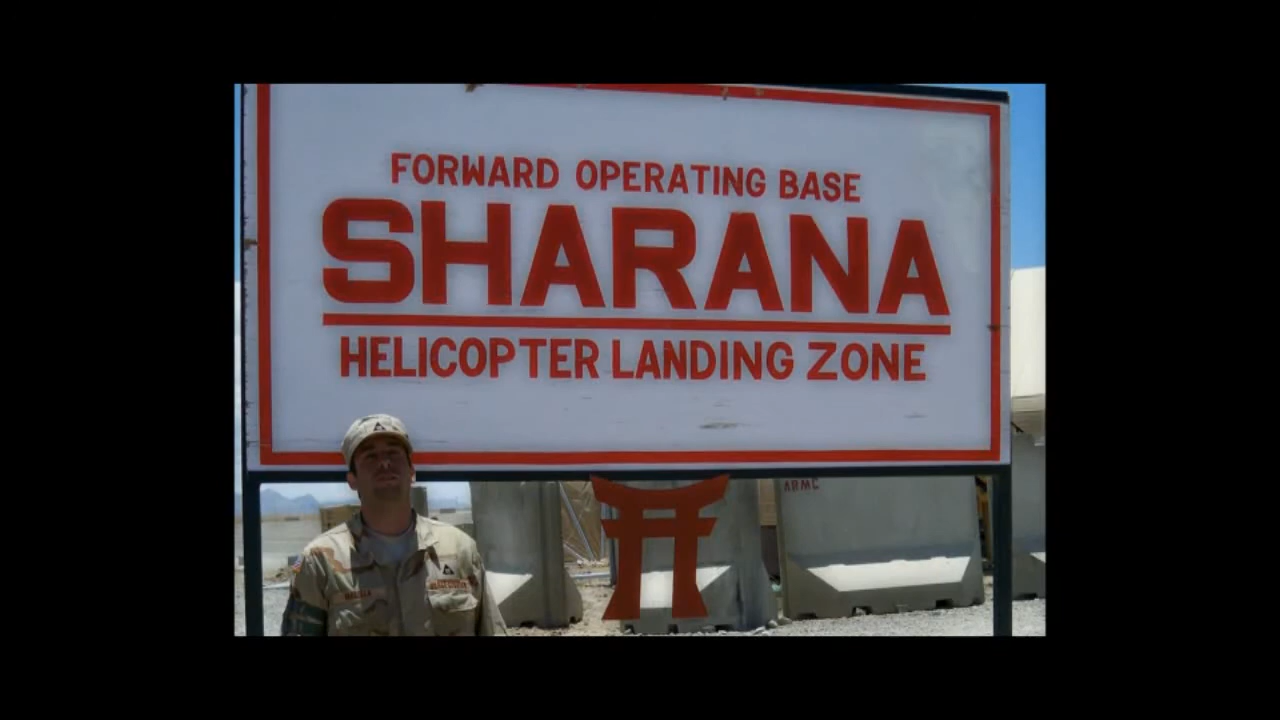 FORWARD OPERATING BASE
SHARANA
HELICOPTER LANDING ZONE
ARMC